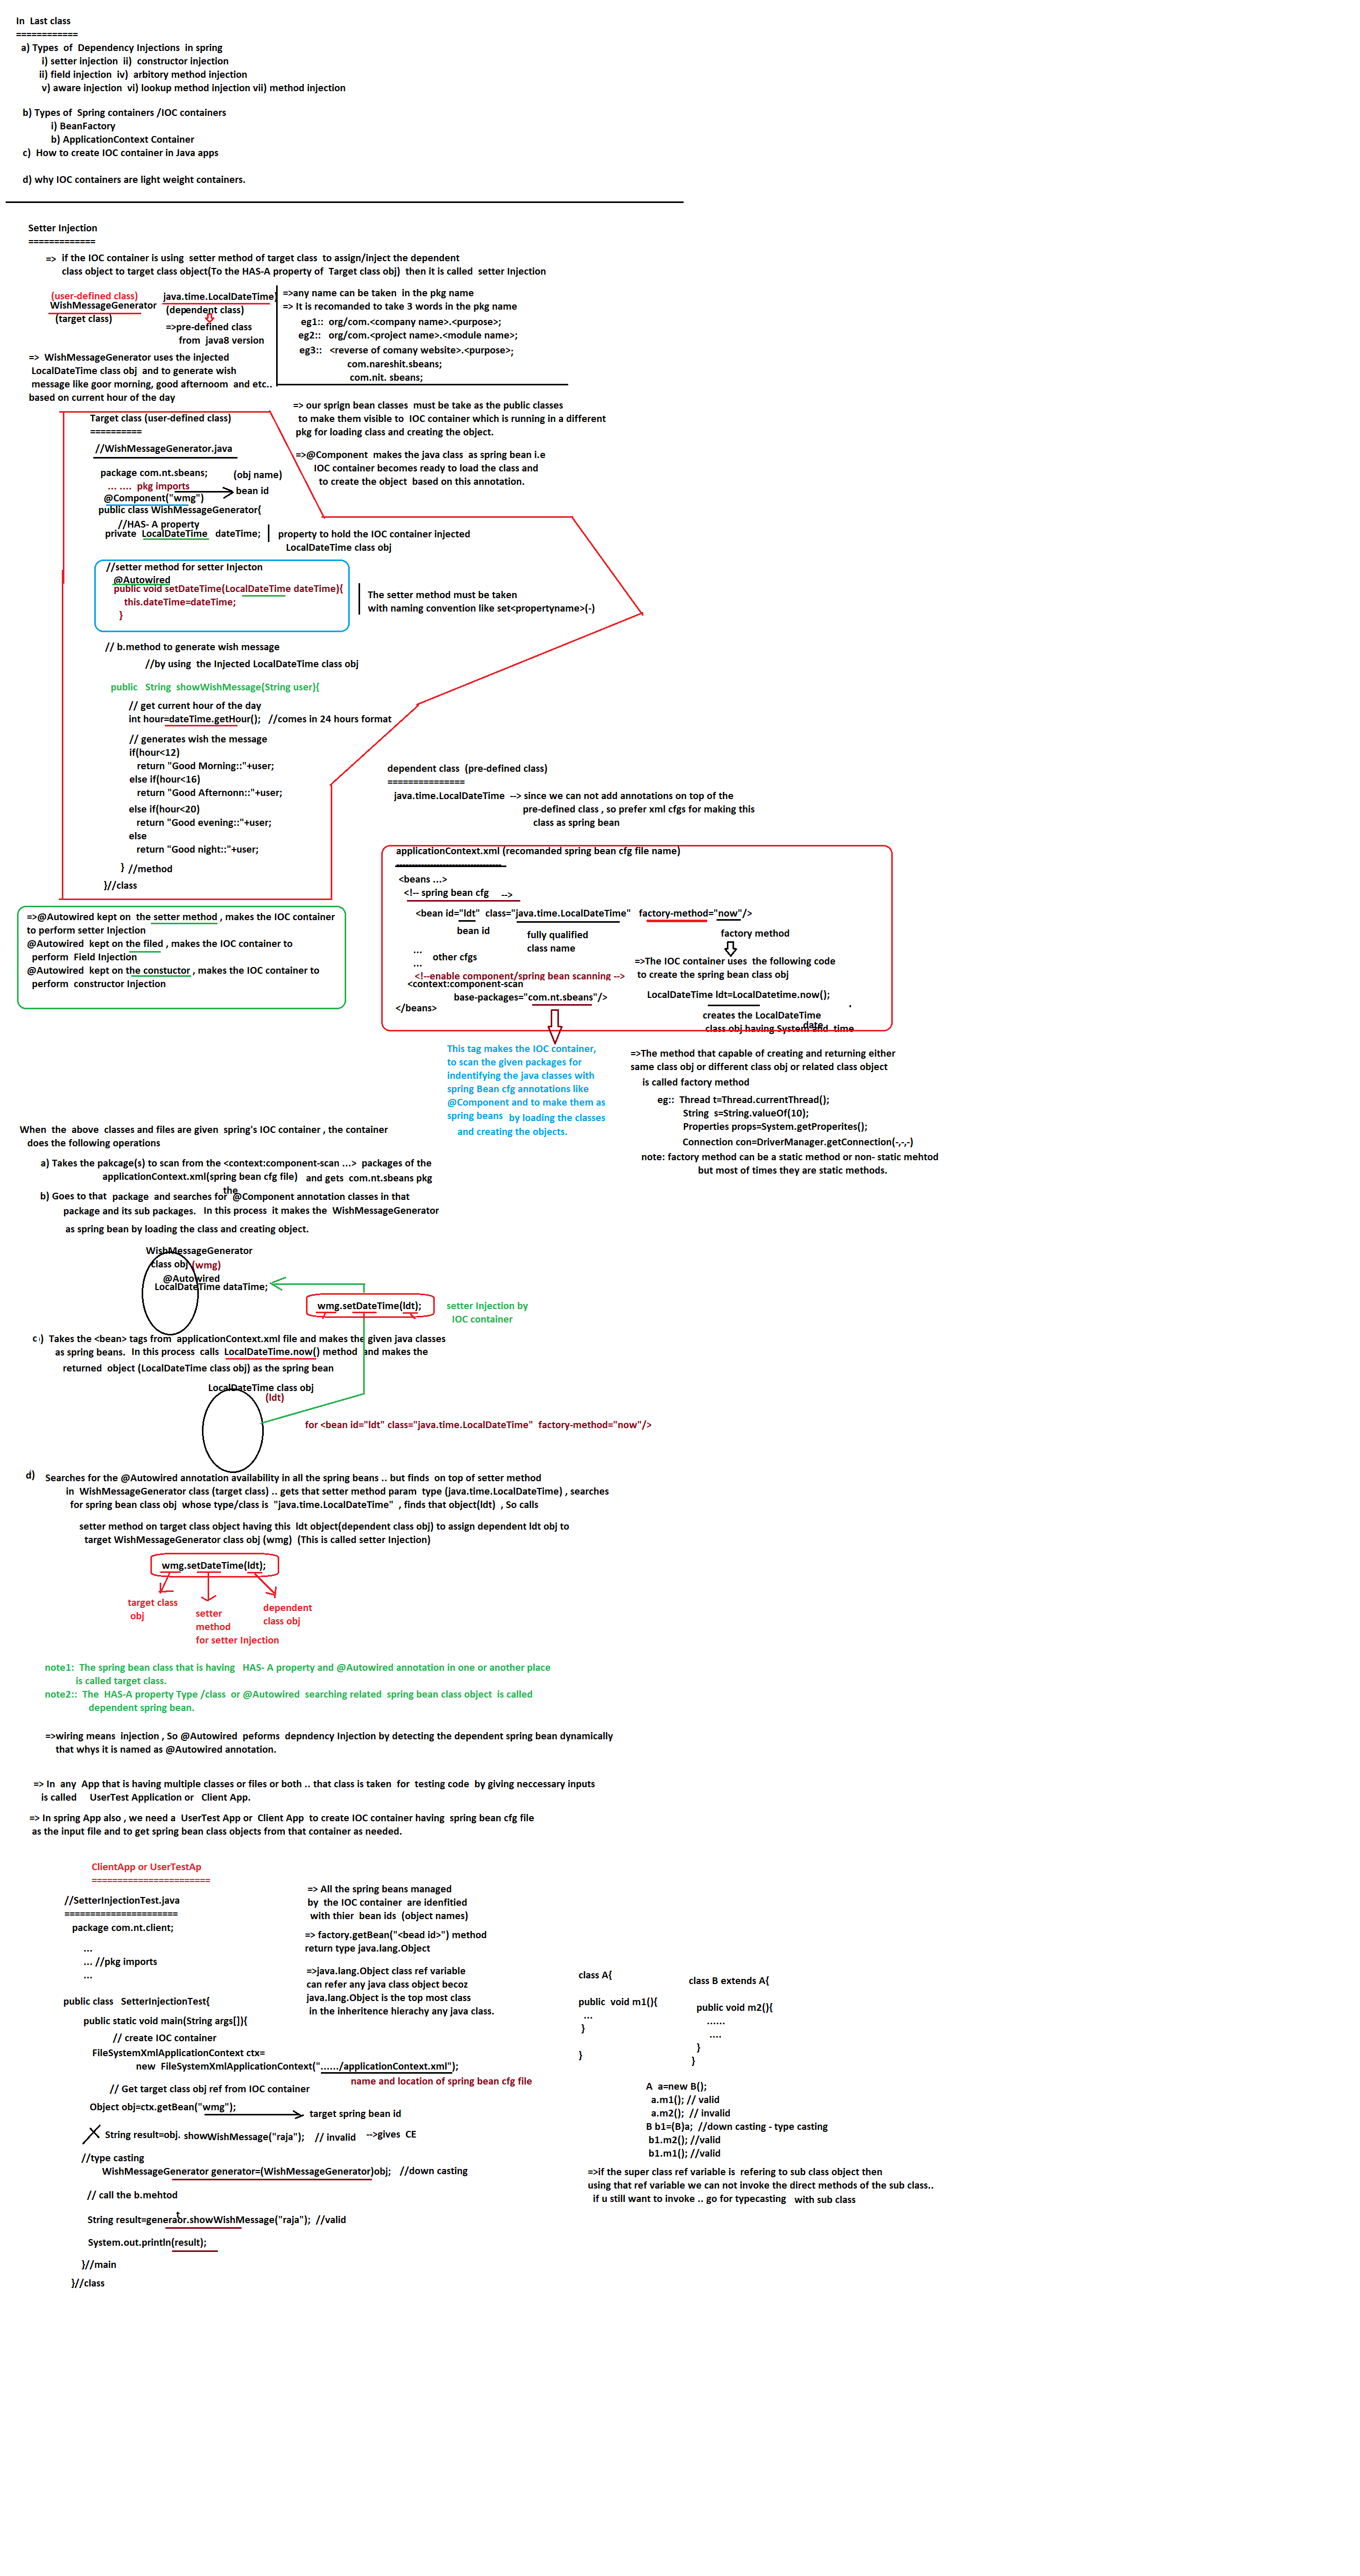 In  Last class
============
a) Types  of  Dependency Injections  in spring
i) setter injection  ii)  constructor injection
ii) field injection  iv)  arbitory method injection
v) aware injection  vi) lookup method injection vii) method injection
b) Types of  Spring containers /IOC containers
i) BeanFactory
b) ApplicationContext Container
c)  How to create IOC container in Java apps
d) why IOC containers are light weight containers.
Setter Injection
=============
=>  if the IOC container is using  setter method of target class  to assign/inject the dependent
class object to target class object(To the HAS-A property of  Target class obj)  then it is called  setter Injection
(user-defined class)
WishMessageGenerator
(target class)
java.time.LocalDateTime)
(dependent class)
=>pre-defined class
from  java8 version
=>any name can be taken  in the pkg name
=> It is recomanded to take 3 words in the pkg name
eg1::  org/com.<company name>.<purpose>;
eg2::   org/com.<project name>.<module name>;
eg3::   <reverse of comany website>.<purpose>;
com.nareshit.sbeans;
com.nit. sbeans;
=>  WishMessageGenerator uses the injected
LocalDateTime class obj  and to generate wish
message like goor morning, good afternoom  and etc..
based on current hour of the day
=> our sprign bean classes  must be take as the public classes
to make them visible to  IOC container which is running in a different
pkg for loading class and creating the object.
=>@Component  makes the java class  as spring bean i.e
IOC container becomes ready to load the class and
to create the object  based on this annotation.
Target class (user-defined class)
==========
//WishMessageGenerator.java
package com.nt.sbeans;
... ....  pkg imports
(obj name)
bean id
@Component("wmg")
public class WishMessageGenerator{
//HAS- A property
private  LocalDateTime   dateTime;
property to hold the IOC container injected
LocalDateTime class obj
//setter method for setter Injecton
@Autowired
public void setDateTime(LocalDateTime dateTime){
this.dateTime=dateTime;
}
The setter method must be taken
with naming convention like set<propertyname>(-)
// b.method to generate wish message
//by using  the Injected LocalDateTime class obj
public   String  showWishMessage(String user){
// get current hour of the day
int hour=dateTime.getHour();   //comes in 24 hours format
// generates wish the message
if(hour<12)
return "Good Morning::"+user;
else if(hour<16)
return "Good Afternonn::"+user;
else if(hour<20)
return "Good evening::"+user;
else
return "Good night::"+user;
}  //method
}//class
dependent class  (pre-defined class)
===============
java.time.LocalDateTime  --> since we can not add annotations on top of the
pre-defined class , so prefer xml cfgs for making this
class as spring bean
applicationContext.xml (recomanded spring bean cfg file name)
------------------------------
<beans ...>
<!-- spring bean cfg    -->
<bean id="ldt"  class="java.time.LocalDateTime"   factory-method="now"/>
bean id
fully qualified
class name
factory method
...
...
other cfgs
=>The IOC container uses  the following code
to create the spring bean class obj
<!--enable component/spring bean scanning -->
<context:component-scan
base-packages="com.nt.sbeans"/>
</beans>
LocalDateTime ldt=LocalDatetime.now();
creates the LocalDateTime
date
class obj having System and  time
.
=>@Autowired kept on  the setter method , makes the IOC container
to perform setter Injection
@Autowired  kept on the filed , makes the IOC container to
perform  Field Injection
@Autowired  kept on the constuctor , makes the IOC container to
perform  constructor Injection
This tag makes the IOC container,
to scan the given packages for
indentifying the java classes with
spring Bean cfg annotations like
@Component and to make them as
spring beans  by loading the classes
and creating the objects.
=>The method that capable of creating and returning either
same class obj or different class obj or related class object
is called factory method
eg::  Thread t=Thread.currentThread();
String  s=String.valueOf(10);
Properties props=System.getProperites();
Connection con=DriverManager.getConnection(-,-,-)
note: factory method can be a static method or non- static mehtod
but most of times they are static methods.
When  the  above  classes and files are given  spring's IOC container , the container
does the following operations
a) Takes the pakcage(s) to scan from the <context:component-scan ...>  packages of the
applicationContext.xml(spring bean cfg file)   and gets  com.nt.sbeans pkg
the
b) Goes to that  package  and searches for  @Component annotation classes in that
package and its sub packages.   In this process  it makes the  WishMessageGenerator
as spring bean by loading the class and creating object.
WishMessageGenerator
class obj (wmg)
@Autowired
LocalDateTime dataTime;
wmg.setDateTime(ldt);
setter Injection by
IOC container
c )  Takes the <bean> tags from  applicationContext.xml file and makes the given java classes
as spring beans.  In this process  calls  LocalDateTime.now() method  and makes the
returned  object (LocalDateTime class obj) as the spring bean
LocalDateTime class obj
(ldt)
for <bean id="ldt" class="java.time.LocalDateTime"  factory-method="now"/>
d)    Searches for the @Autowired annotation availability in all the spring beans .. but finds  on top of setter method
in  WishMessageGenerator class (target class) .. gets that setter method param  type (java.time.LocalDateTime) , searches
for spring bean class obj  whose type/class is  "java.time.LocalDateTime"  , finds that object(ldt)  , So calls
setter method on target class object having this  ldt object(dependent class obj) to assign dependent ldt obj to
target WishMessageGenerator class obj (wmg)  (This is called setter Injection)
wmg.setDateTime(ldt);
target class
obj
setter
method
for setter Injection
dependent
class obj
note1:  The spring bean class that is having   HAS- A property and @Autowired annotation in one or another place
is called target class.
note2::  The  HAS-A property Type /class  or @Autowired  searching related  spring bean class object  is called
dependent spring bean.
=>wiring means  injection , So @Autowired  peforms  depndency Injection by detecting the dependent spring bean dynamically
that whys it is named as @Autowired annotation.
=> In  any  App that is having multiple classes or files or both .. that class is taken  for  testing code  by giving neccessary inputs
is called     UserTest Application or   Client App.
=> In spring App also , we need a  UserTest App or  Client App  to create IOC container having  spring bean cfg file
as the input file and to get spring bean class objects from that container as needed.
ClientApp or UserTestAp
=======================
//SetterInjectionTest.java
======================
package com.nt.client;
...
... //pkg imports
...
=> All the spring beans managed
by  the IOC container  are idenfitied
with thier  bean ids  (object names)
=> factory.getBean("<bead id>") method
return type java.lang.Object
=>java.lang.Object class ref variable
can refer any java class object becoz
java.lang.Object is the top most class
in the inheritence hierachy any java class.
public class   SetterInjectionTest{
public static void main(String args[]){
// create IOC container
FileSystemXmlApplicationContext ctx=
new  FileSystemXmlApplicationContext("....../applicationContext.xml");
name and location of spring bean cfg file
// Get target class obj ref from IOC container
Object obj=ctx.getBean("wmg");
target spring bean id
String result=obj. showWishMessage("raja");    // invalid   -->gives  CE
//type casting
WishMessageGenerator generator=(WishMessageGenerator)obj;   //down casting
// call the b.mehtod
t
String result=generaor.showWishMessage("raja");  //valid
System.out.println(result);
}//main
}//class
class A{
public  void m1(){
...
}
}
class B extends A{
public void m2(){
......
....
}
}
A  a=new B();
a.m1(); // valid
a.m2();  // invalid
B b1=(B)a;  //down casting - type casting
b1.m2(); //valid
b1.m1(); //valid
=>if the super class ref variable is  refering to sub class object then
using that ref variable we can not invoke the direct methods of the sub class..
if u still want to invoke .. go for typecasting   with sub class